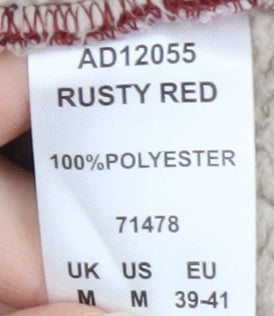 AD12055
RUSTY RED
100%POLYESTER
71478
UK US EU
M M 39-41